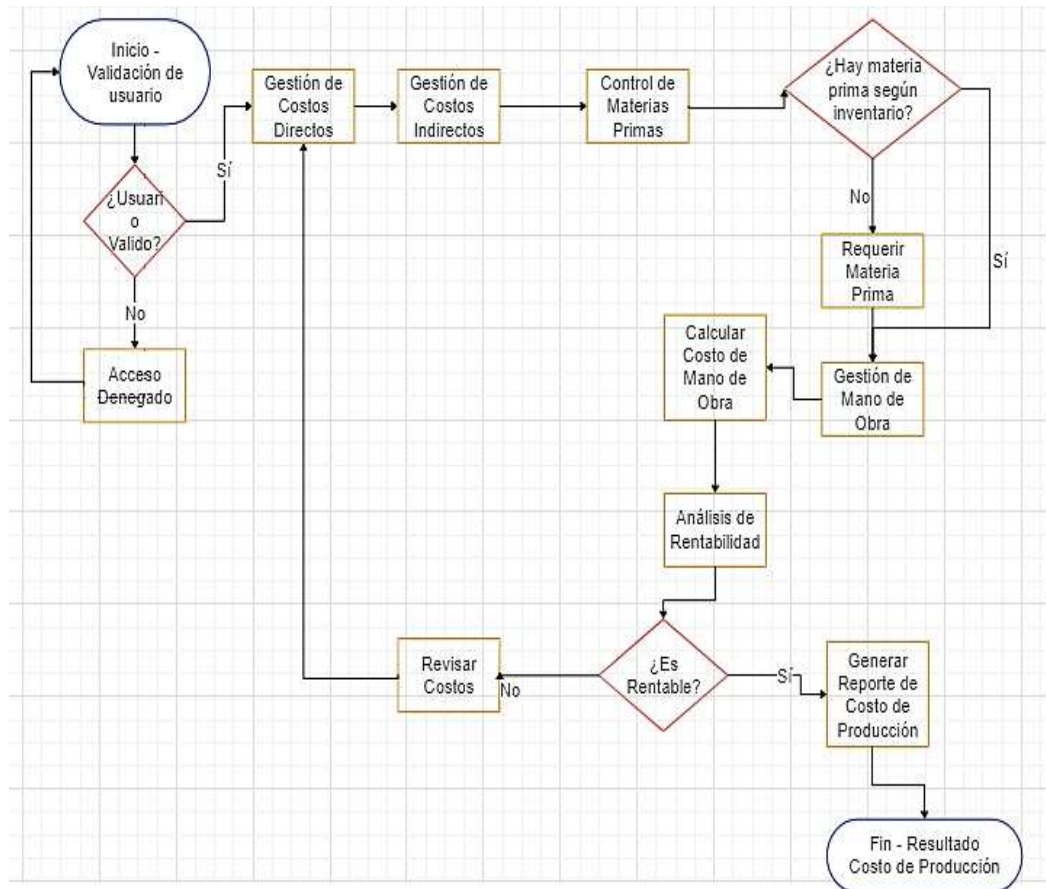 Inicio -
Validación de
usuario
¿Usuari
o
Valido?
Sí
No
Acceso
Denegado
Gestión de
Costos
Directos
Gestión de
Costos
Indirectos
Control de
Materias
Primas
¿Hay materia
prima según
inventario?
No
Sí
Requerir
Materia
Prima
Gestión de
Mano de
Obra
Calcular
Costo de
Mano de
Obra
Análisis de
Rentabilidad
¿Es
Rentable?
No
Sí
Revisar
Costos
Generar
Reporte de
Costo de
Producción
Fin - Resultado
Costo de Producción